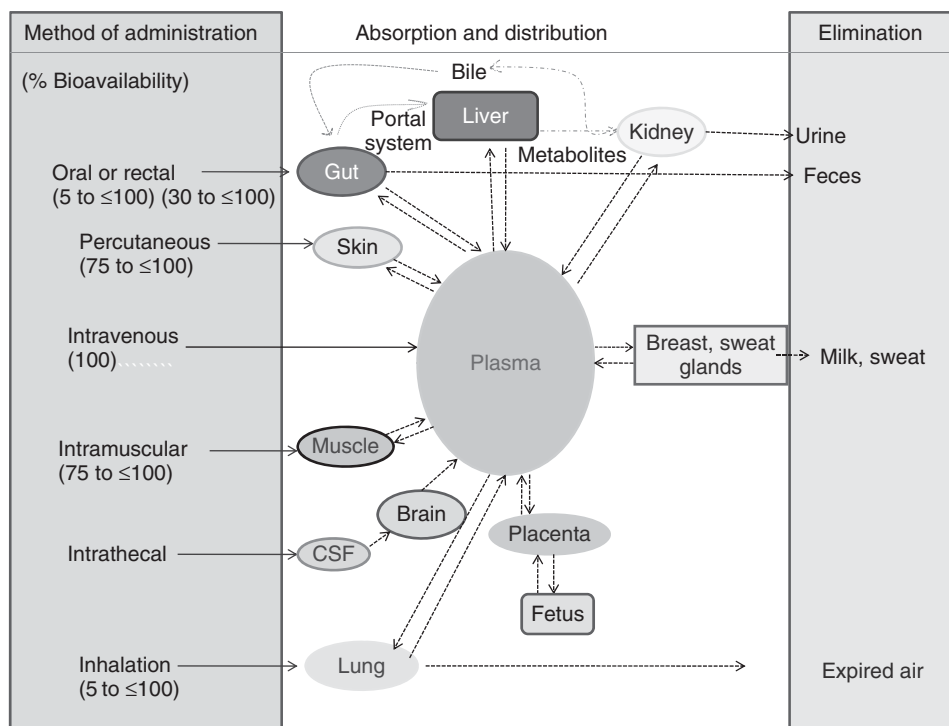 Method of administration
Absorption and distribution
Elimination
(% Bioavailability)
Bile
Liver
Portal
system
Kidney
Urine
Metabolites
Oral or rectal
(5 to ≤100) (30 to ≤100)
Gut
Feces
Percutaneous
(75 to ≤100)
Skin
Intravenous
(100)
Plasma
Breast, sweat
glands
Milk, sweat
Intramuscular
(75 to ≤100)
Muscle
Brain
Placenta
Intrathecal
CSF
Fetus
Inhalation
(5 to ≤100)
Lung
Expired air